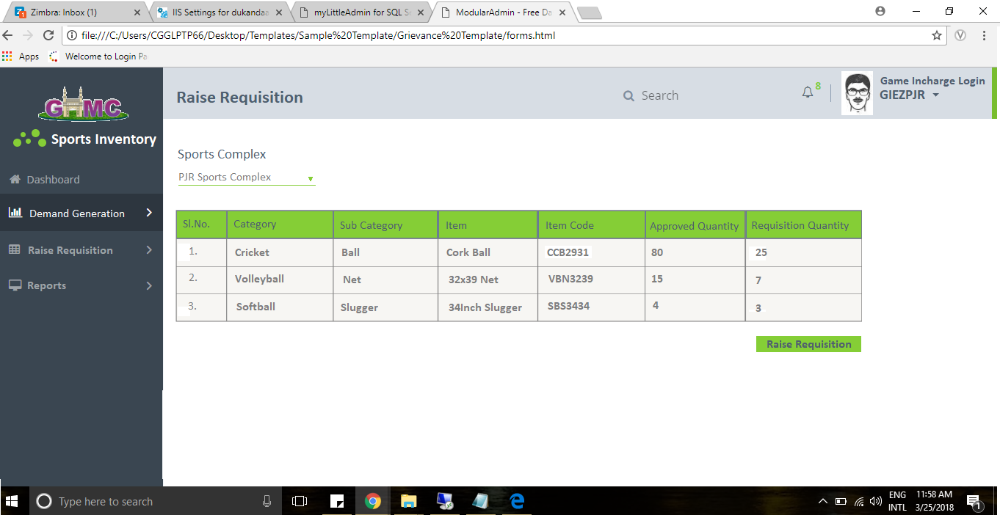 Zimbra: Inbox (1)
IIS Settings for dukandaa
myLittleAdmin for SQL S
ModularAdmin - Free Da
file:///C:/Users/CGGLPTP66/Desktop/Templates/Sample%20Template/Grievance%20Template/forms.html
V
Apps
Welcome to Login Pa
GHMC
Sports Inventory
Dashboard
Demand Generation
Raise Requisition
Reports
Raise Requisition
Search
8
Game Incharge Login
GIEZPJR
Sports Complex
PJR Sports Complex
Sl.No. Category Sub Category Item Item Code Approved Quantity Requisition Quantity
1. Cricket Ball Cork Ball CCB2931 80 25
2. Volleyball Net 32x39 Net VBN3239 15 7
3. Softball Slugger 34Inch Slugger SBS3434 4 3
Raise Requisition
Type here to search
ENG
INTL
11:58 AM
3/25/2018
1